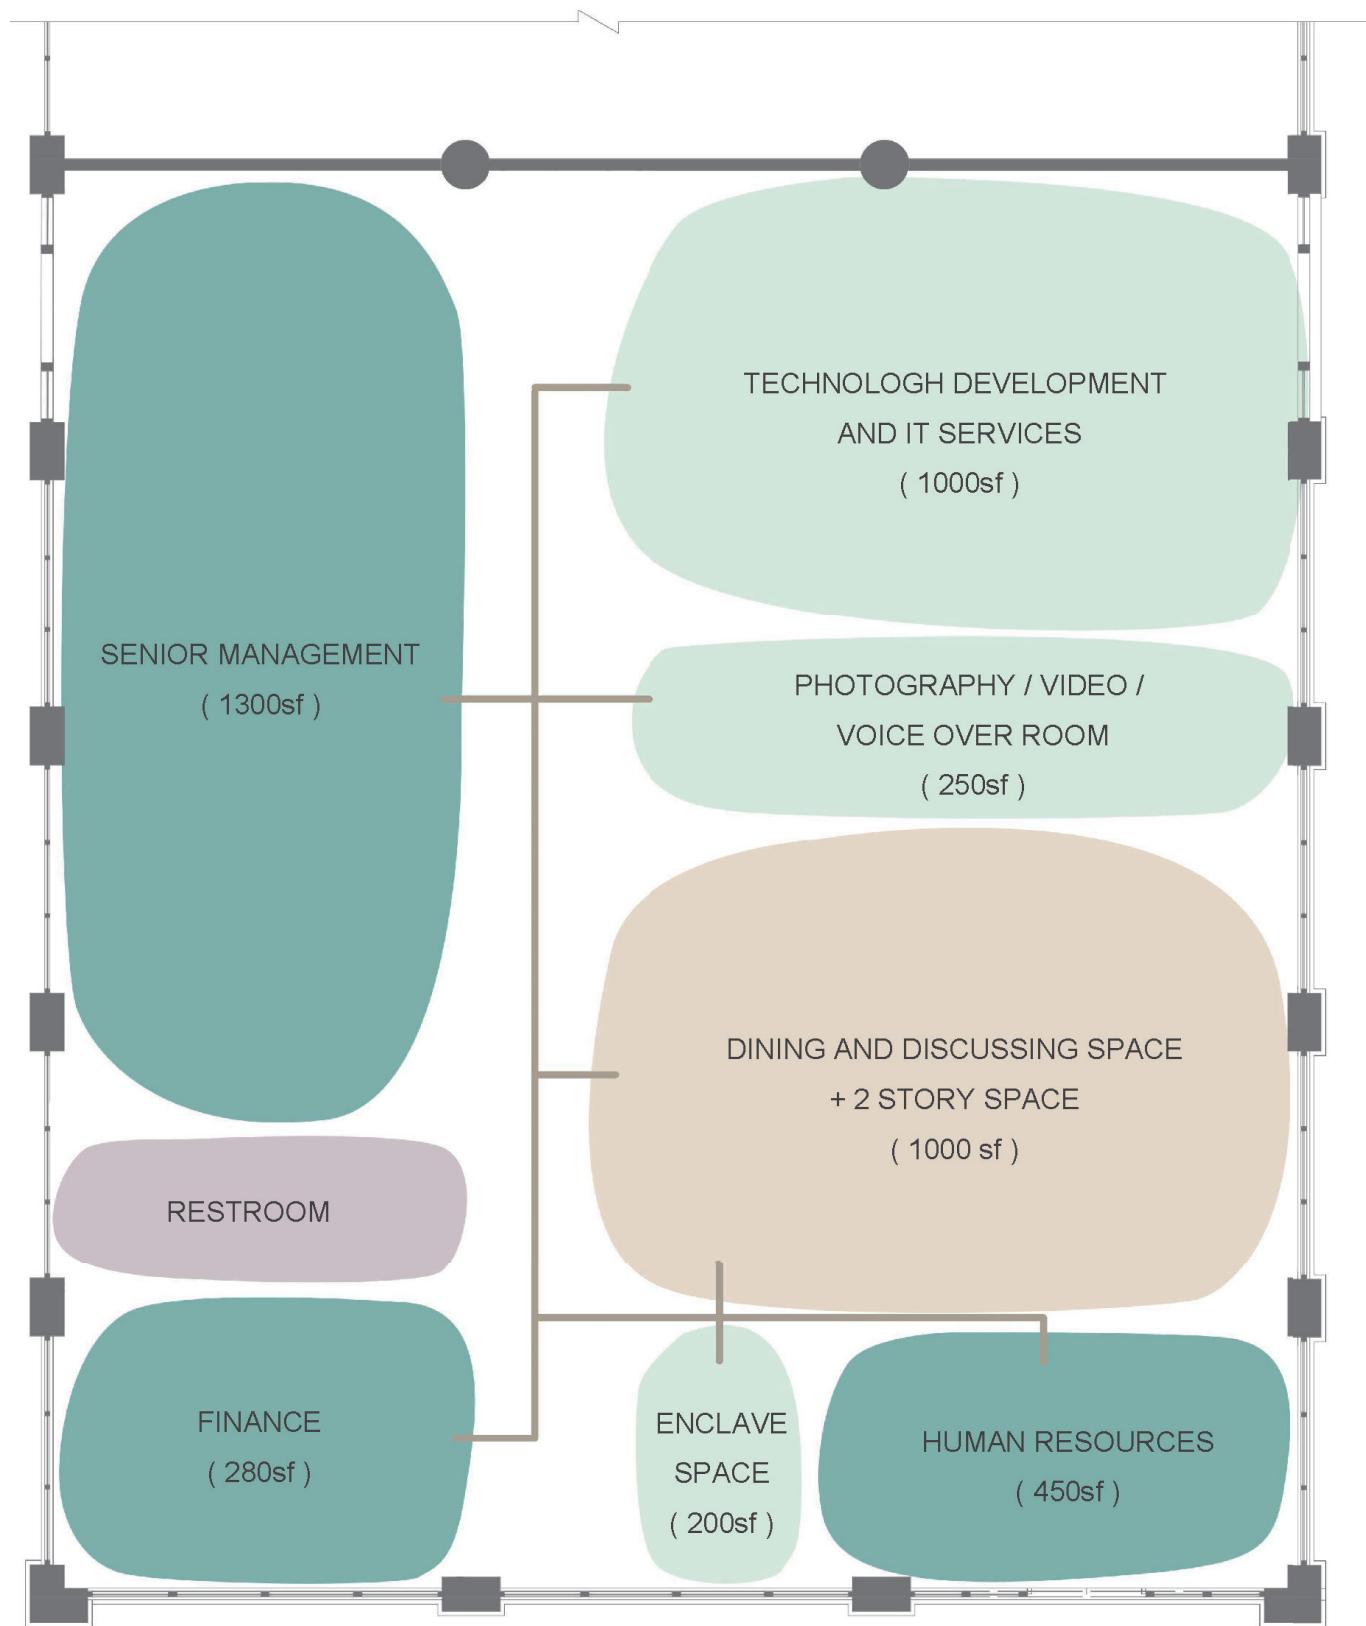 TECHNOLOGH DEVELOPMENT
AND IT SERVICES
( 1000sf )
SENIOR MANAGEMENT
( 1300sf )
PHOTOGRAPHY / VIDEO /
VOICE OVER ROOM
( 250sf )
DINING AND DISCUSSING SPACE
+ 2 STORY SPACE
( 1000 sf )
RESTROOM
FINANCE
( 280sf )
ENCLAVE
SPACE
( 200sf )
HUMAN RESOURCES
( 450sf )